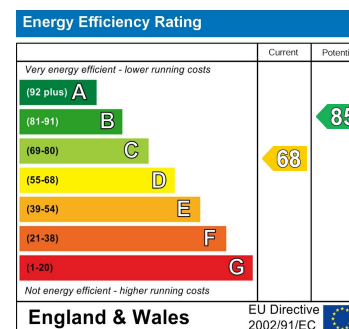 Energy Efficiency Rating
Current Potenti
Very energy efficient - lower running costs
(92 plus) A
(81-91) B
85
(69-80) C
68
(55-68) D
(39-54) E
(21-38) F
(1-20) G
Not energy efficient - higher running costs
England & Wales
EU Directive
2002/91/EC